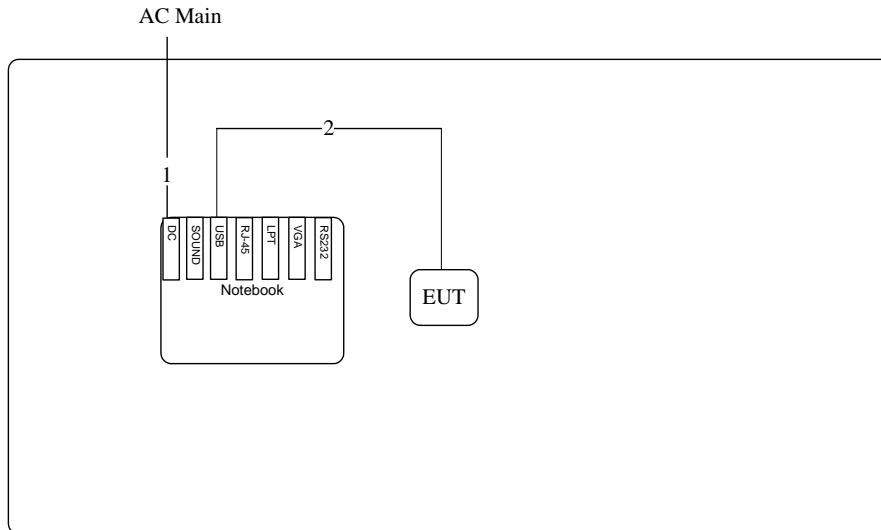 AC Main
2
1
DC
SOUND
USB
RJ-45
LPT
VGA
RS232
Notebook
EUT